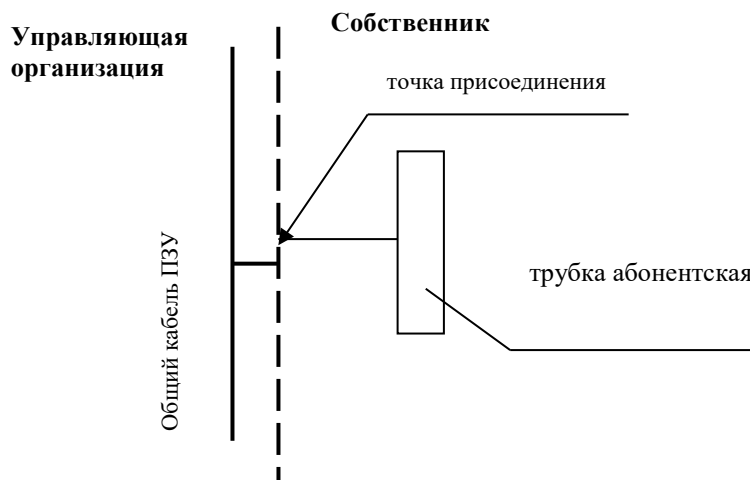 Управляющая
организация
Собственник
точка присоединения
Общий кабель ПЗУ
трубка абонентская